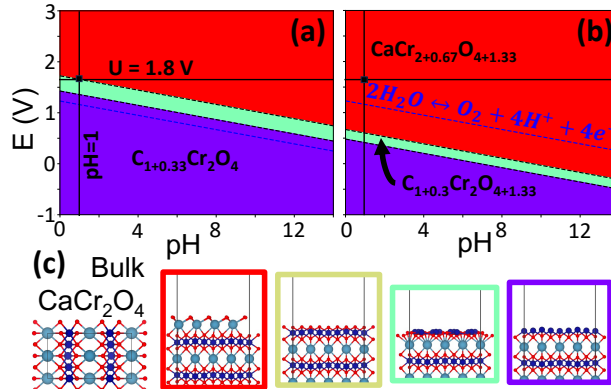 3
2
1
0
-1
E (V)
(a)
U = 1.8 V
pH=1
C1+0.33Cr2O4
0 4 8 12
pH
(b)
CaCr2+0.67O4+1.33
2H2O ↔ O2 + 4H+ + 4e
C1+0.3Cr2O4+1.33
0 4 8 12
pH
(c)
Bulk
CaCr2O4